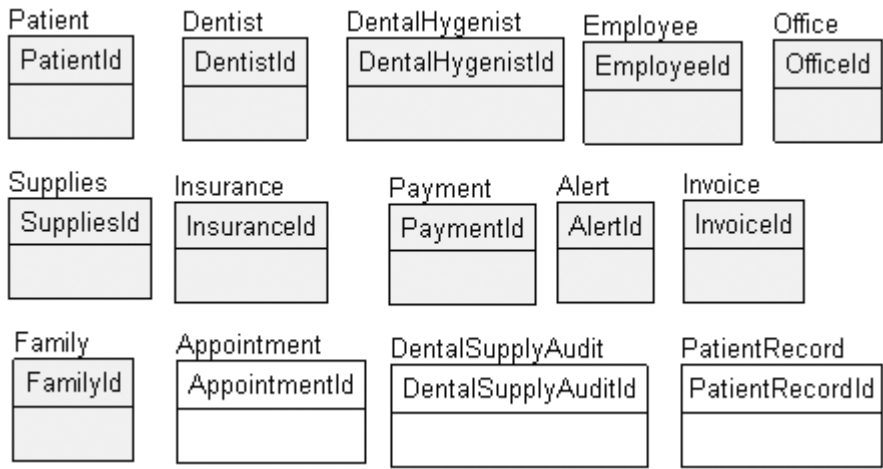 Patient Dentist DentalHygenist Employee Office
PatientId DentistId DentalHygenistId EmployeeId OfficeId
Supplies Insurance Payment Alert Invoice
SuppliesId InsuranceId PaymentId AlertId InvoiceId
Family Appointment DentalSupplyAudit PatientRecord
FamilyId AppointmentId DentalSupplyAuditId PatientRecordId